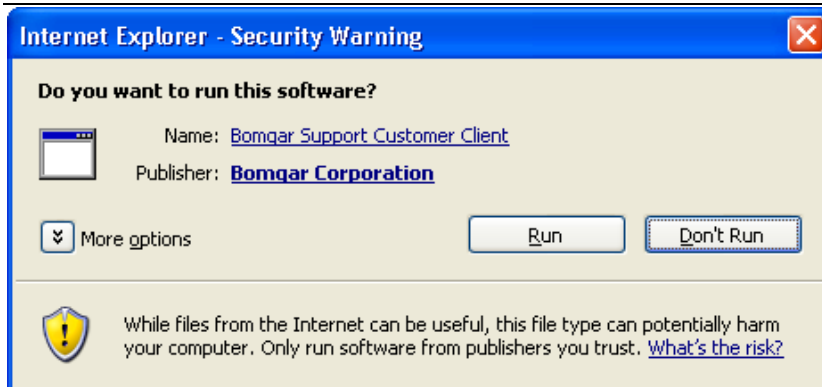 Internet Explorer - Security Warning
Do you want to run this software?
Name: Bomgar Support Customer Client
Publisher: Bomgar Corporation
More options
Run
Don't Run
While files from the Internet can be useful, this file type can potentially harm
your computer. Only run software from publishers you trust. What's the risk?